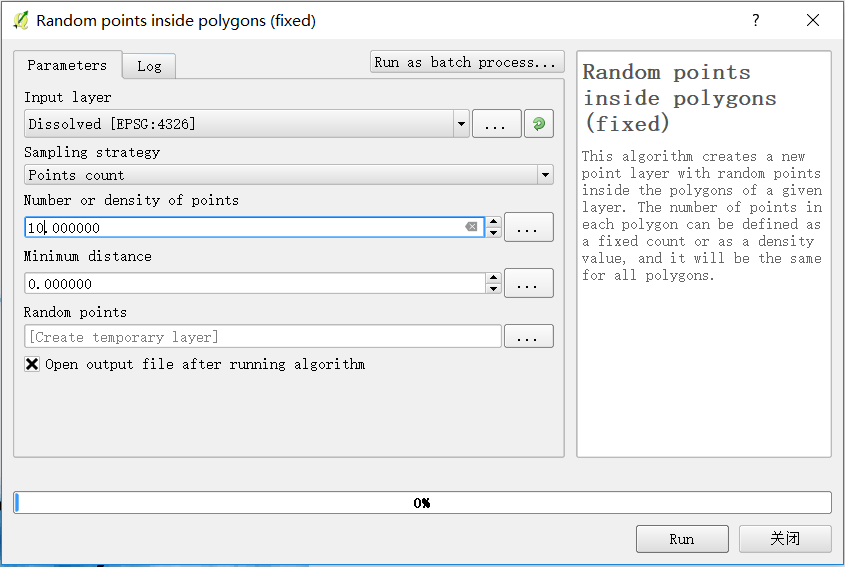 Random points inside polygons (fixed)
?
Parameters
Log
Run as batch process...
Input layer
Dissolved [EPSG:4326]
...
Sampling strategy
Points count
Number or density of points
10.000000
...
Minimum distance
0.000000
...
Random points
[Create temporary layer]
...
Open output file after running algorithm
Random points
inside polygons
(fixed)
This algorithm creates a new
point layer with random points
inside the polygons of a given
layer. The number of points in
each polygon can be defined as
a fixed count or as a density
value, and it will be the same
for all polygons.
0%
Run
关闭